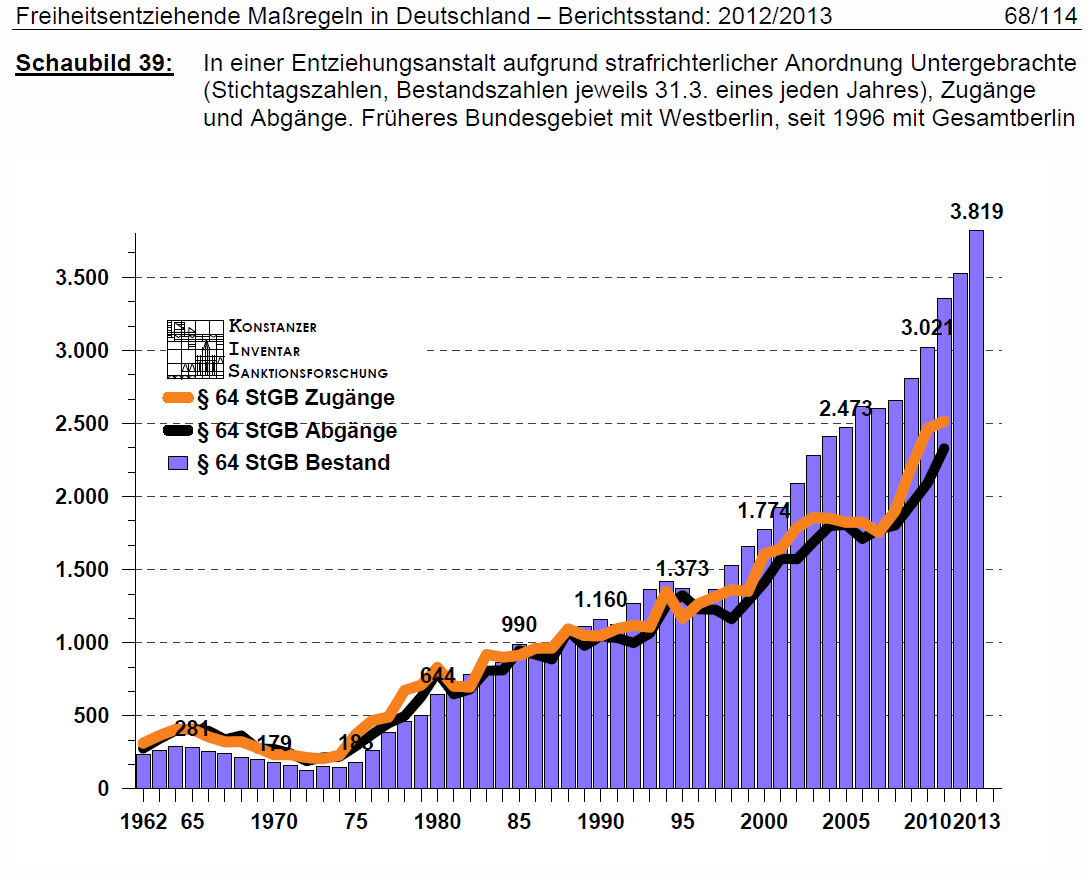 Freiheitsentziehende Maßregeln in Deutschland – Berichtsstand: 2012/2013 68/114
Schaubild 39: In einer Entziehungsanstalt aufgrund strafrichterlicher Anordnung Untergebrachte
(Stichtagszahlen, Bestandszahlen jeweils 31.3. eines jeden Jahres), Zugänge
und Abgänge. Früheres Bundesgebiet mit Westberlin, seit 1996 mit Gesamtberlin
3.819
3.500
KONSTANZER
3.021
3.000
INVENTAR
SANKTIONSFORSCHUNG
§ 64 StGB Zugänge
2.473
2.500
§ 64 StGB Abgänge
§ 64 StGB Bestand
2.000
1.774
1.500
1.373
1.160
1.000
990
644
500
281
179
0
1962 65 1970 75 1980 85 1990 95 2000 2005 2010 2013